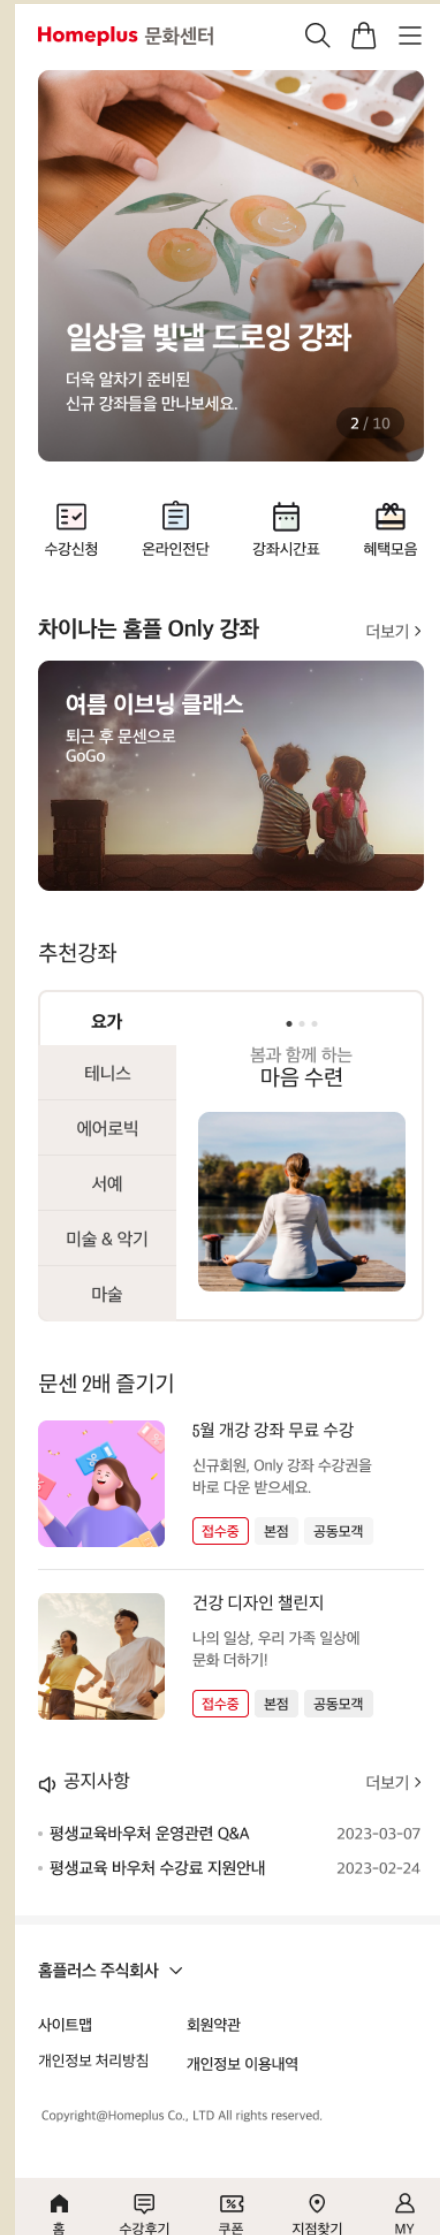 Homeplus 문화센터
일상을 빛낼 드로잉 강좌
더욱 알차기 준비된
신규 강좌들을 만나보세요.
2 / 10
수강신청 온라인전단 강좌시간표 혜택모음
차이나는 홈플 Only 강좌 더보기
여름 이브닝 클래스
퇴근 후 문센으로
GoGo
추천강좌
요가
테니스
에어로빅
서예
미술 & 악기
마술
봄과 함께 하는
마음 수련
문센 2배 즐기기
5월 개강 강좌 무료 수강
신규회원, Only 강좌 수강권을
바로 다운 받으세요.
접수중 본점 공동모객
건강 디자인 챌린지
나의 일상, 우리 가족 일상에
문화 더하기!
접수중 본점 공동모객
공지사항 더보기
평생교육바우처 운영관련 Q&A 2023-03-07
평생교육 바우처 수강료 지원안내 2023-02-24
홈플러스 주식회사
사이트맵 회원약관
개인정보 처리방침 개인정보 이용내역
Copyright@Homeplus Co., LTD All rights reserved.
홈 수강후기 쿠폰 지점찾기 MY